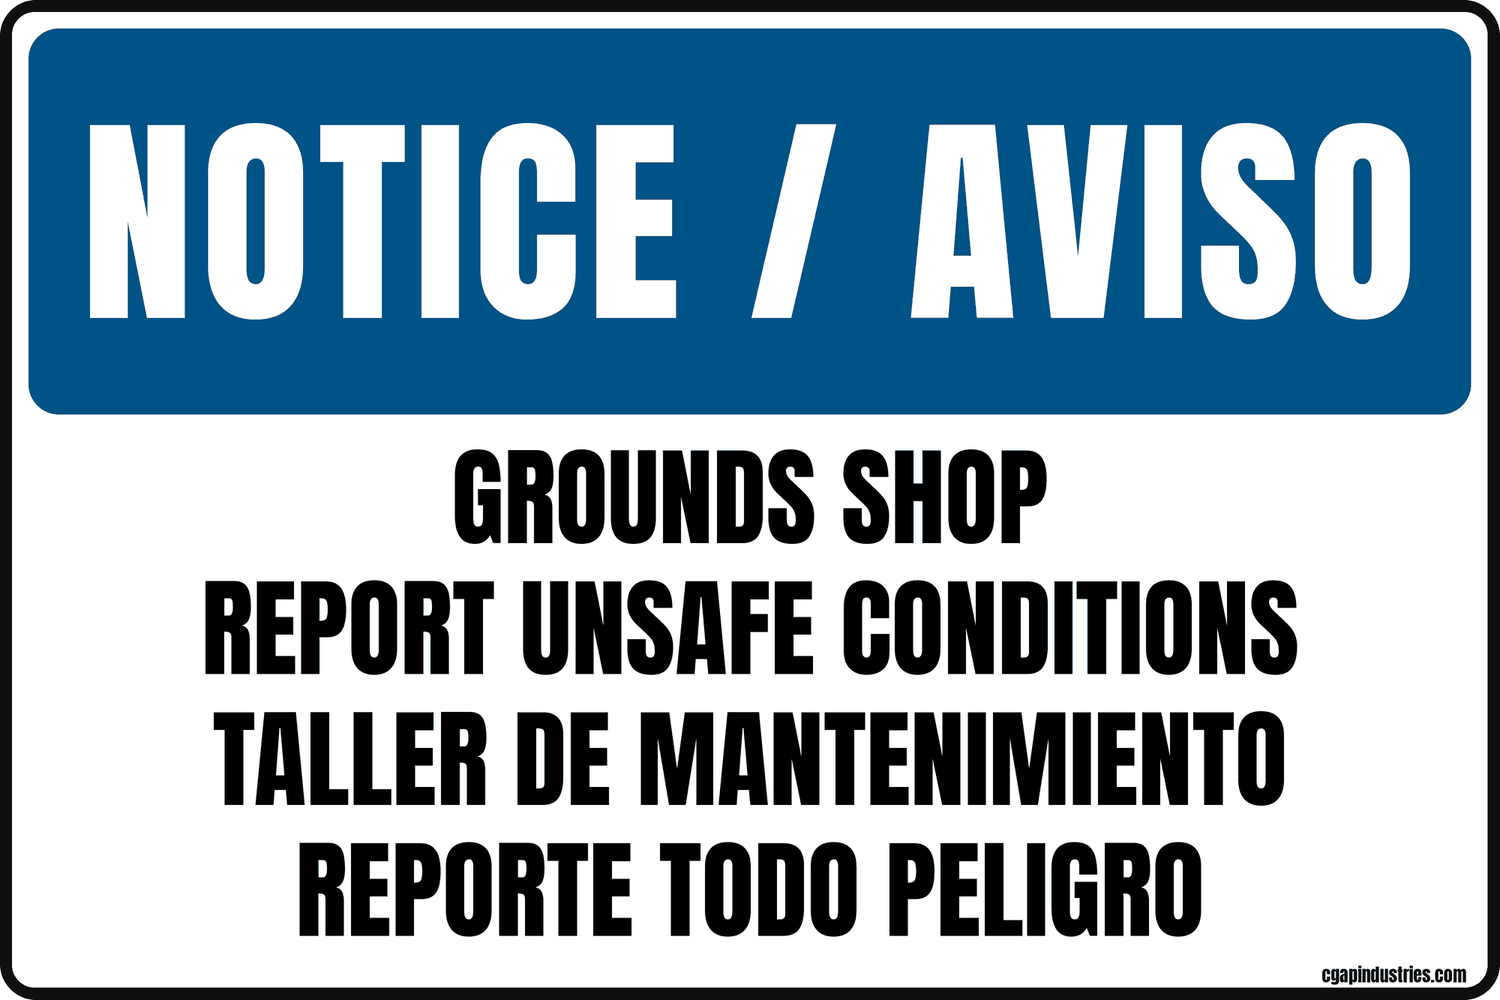 NOTICE / AVISO
GROUNDS SHOP
REPORT UNSAFE CONDITIONS
TALLER DE MANTENIMIENTO
REPORTE TODO PELIGRO
cgapindustries.com